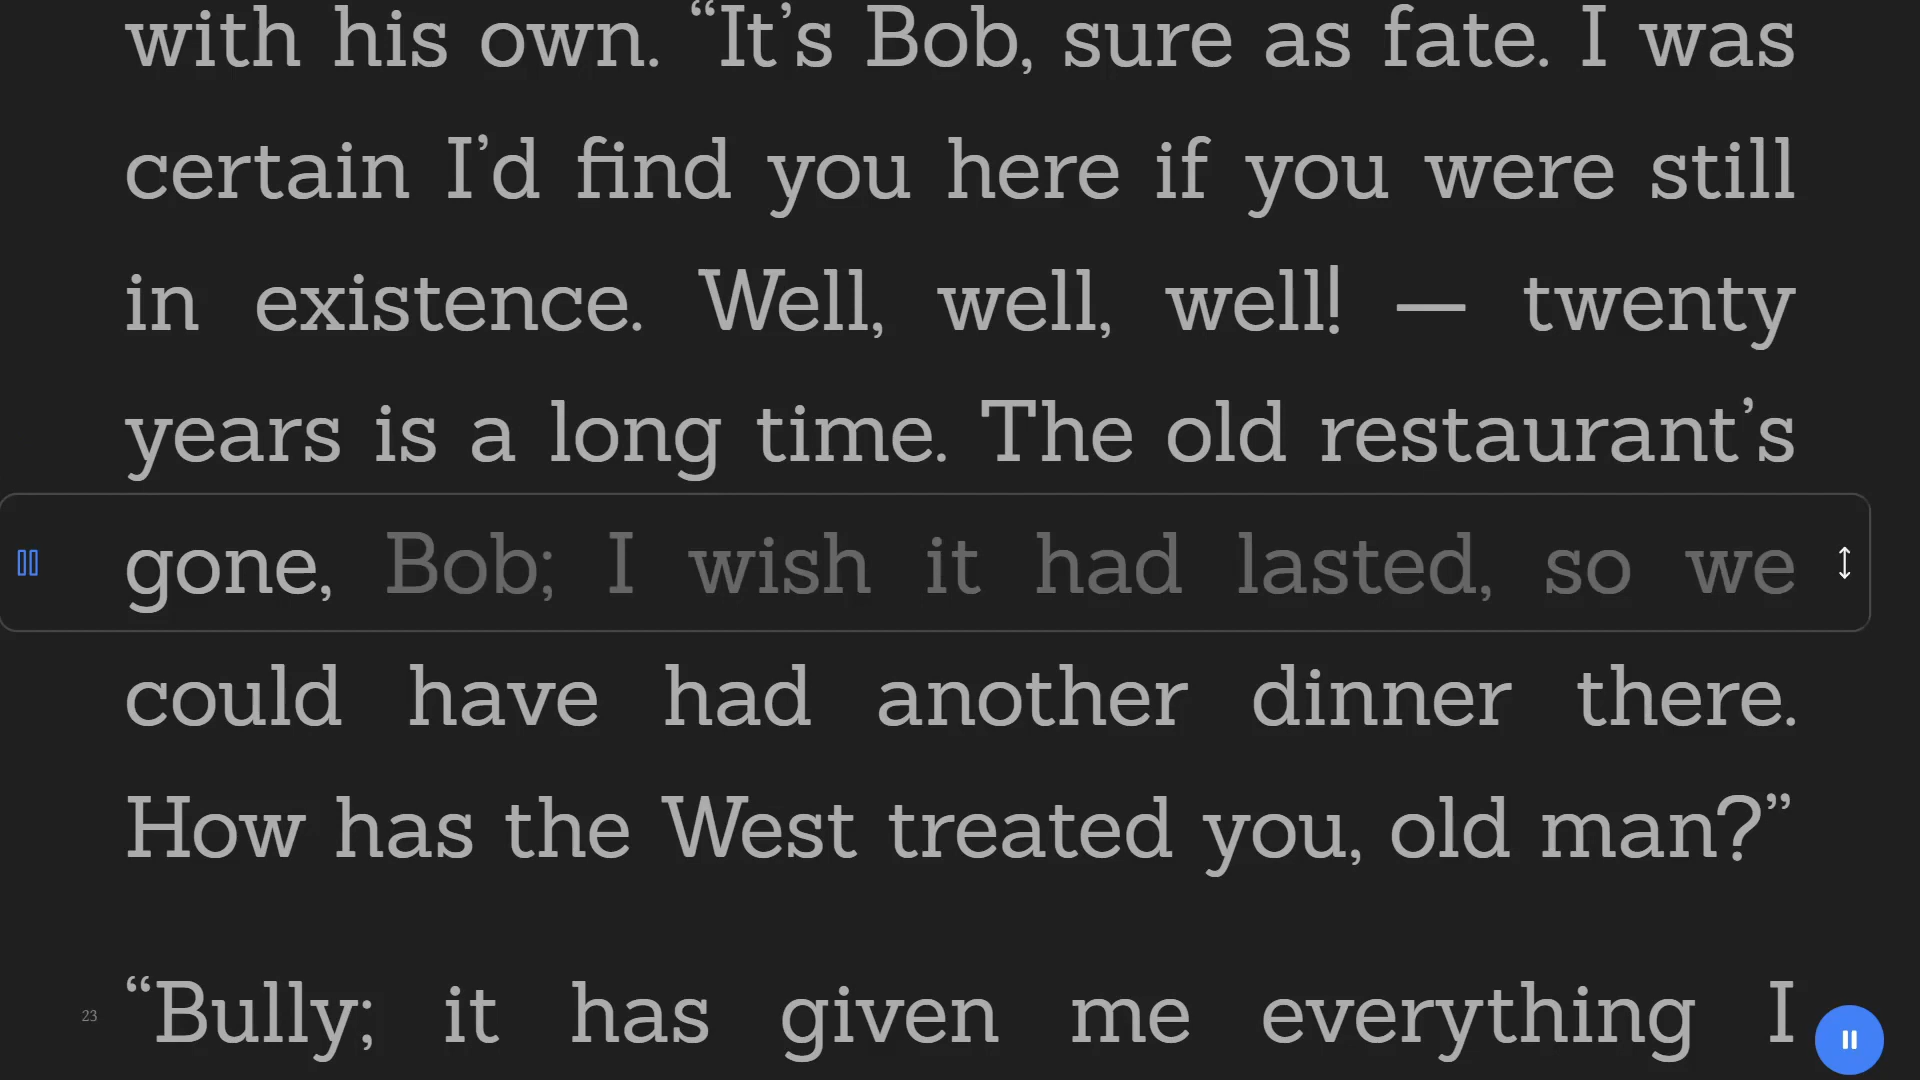 with his own. “It’s Bob, sure as fate. I was
certain I’d find you here if you were still
in existence. Well, well, well! — twenty
years is a long time. The old restaurant’s
gone, Bob; I wish it had lasted, so we
could have had another dinner there.
How has the West treated you, old man?”
23 “Bully; it has given me everything I